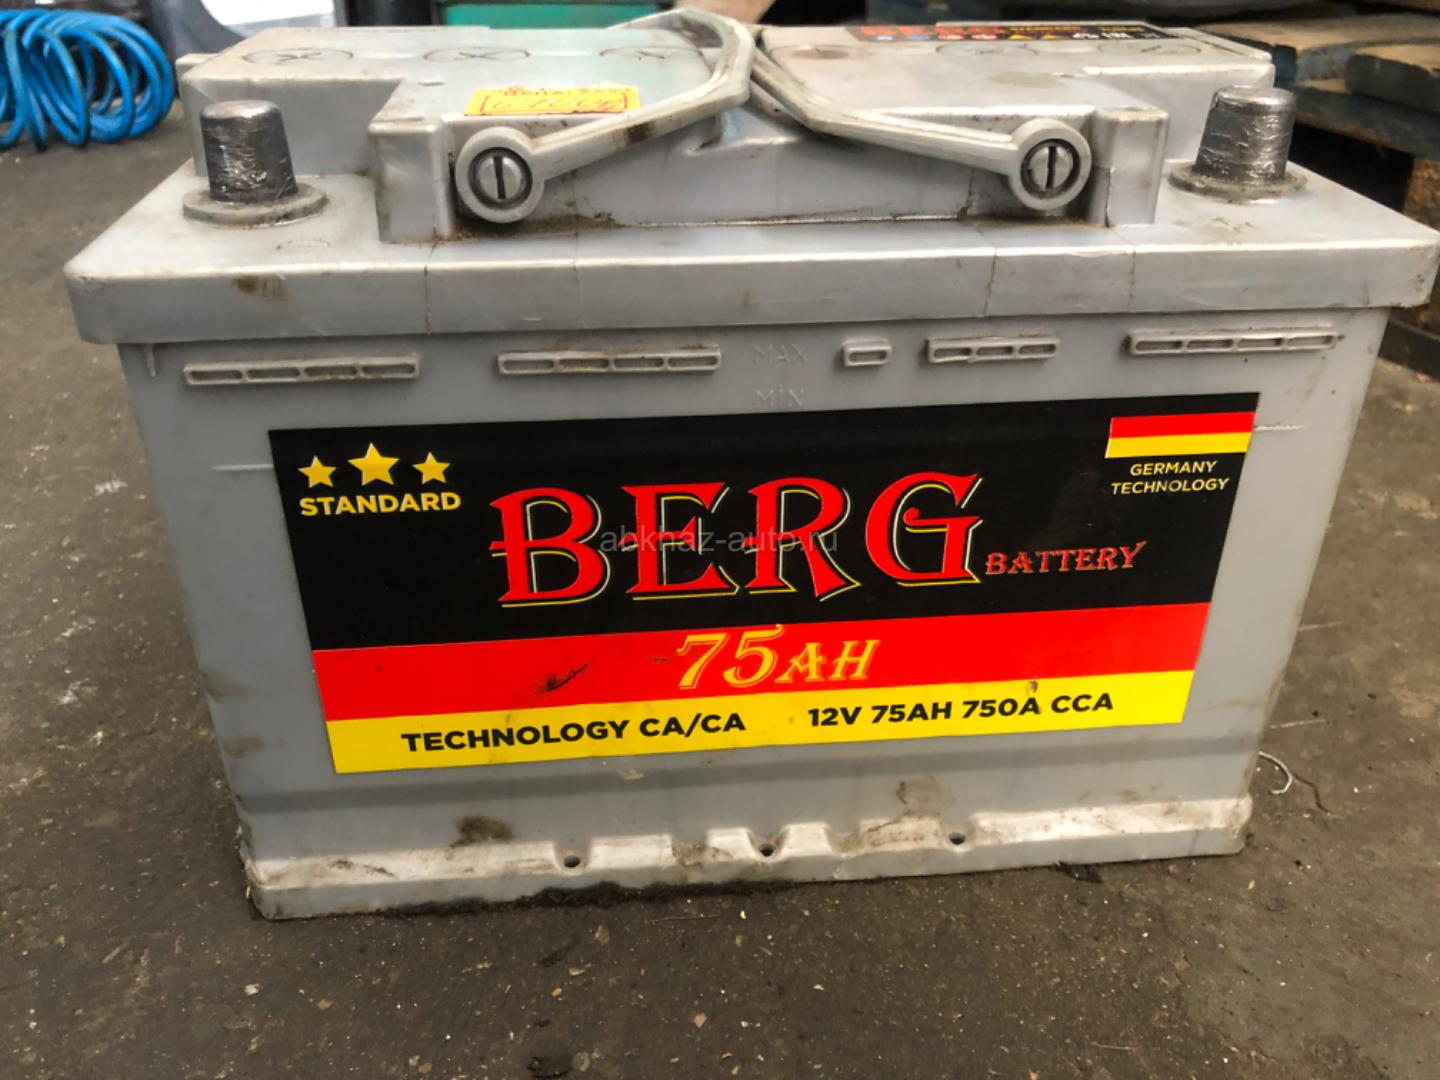 MAX
MIN
STANDARD
GERMANY
TECHNOLOGY
BERG
BATTERY
abkhaz-auto.ru
75AH
TECHNOLOGY CA/CA 12V 75AH 750A CCA